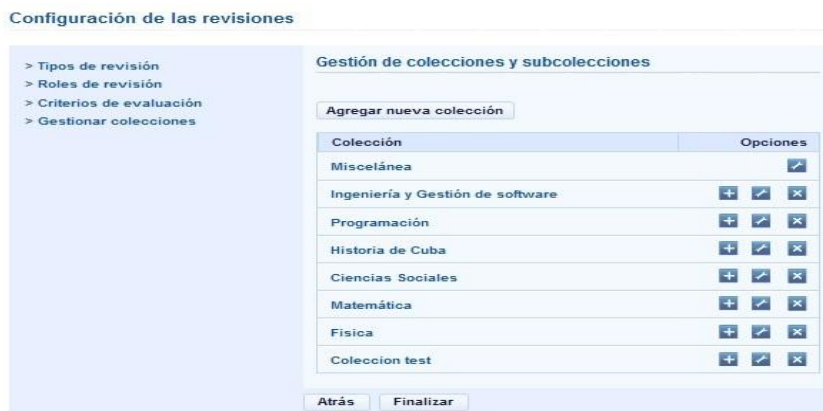 Configuración de las revisiones
> Tipos de revisión
> Roles de revisión
> Criterios de evaluación
> Gestionar colecciones
Gestión de colecciones y subcolecciones
Agregar nueva colección
Colección Opciones
Miscelánea
Ingeniería y Gestión de software
Programación
Historia de Cuba
Ciencias Sociales
Matemática
Física
Coleccion test
Atrás Finalizar